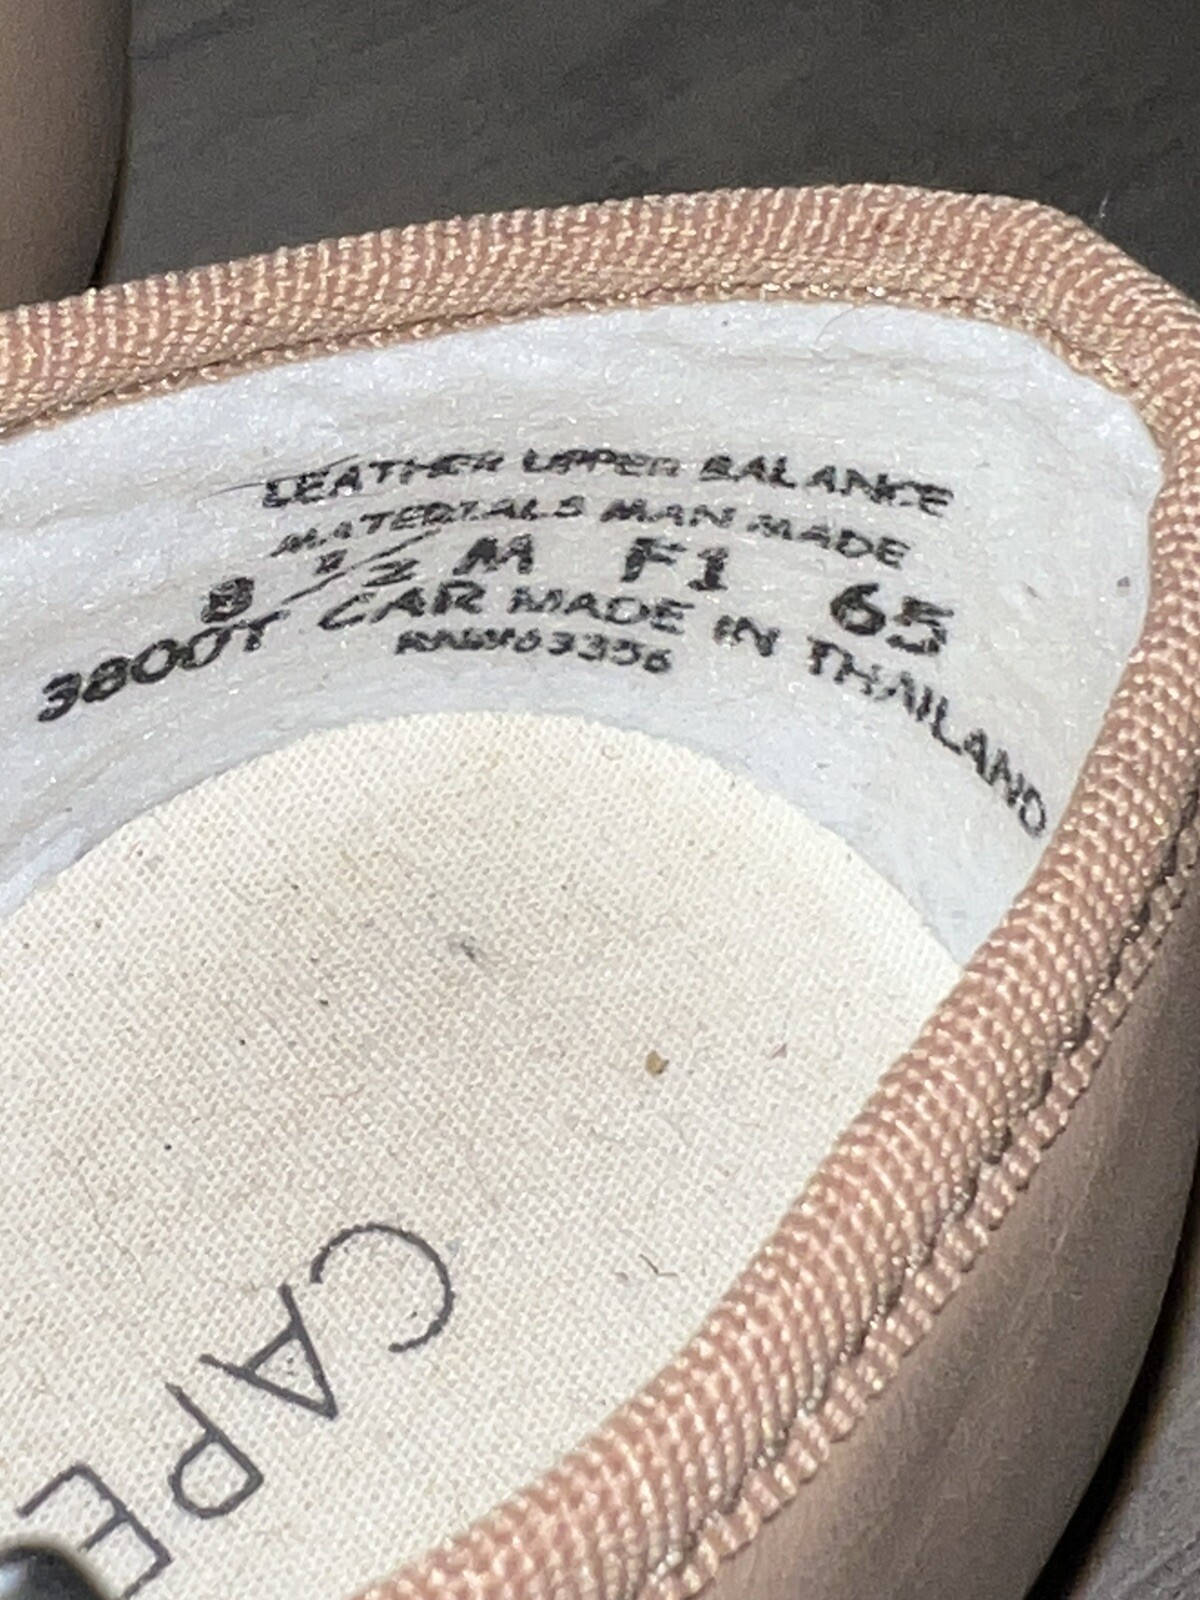 LEATHER UPPER BALANCE
MATERIALS MAN MADE
8 1/2 M F1 65
3800T CAR MADE IN THAILAND
CAPE